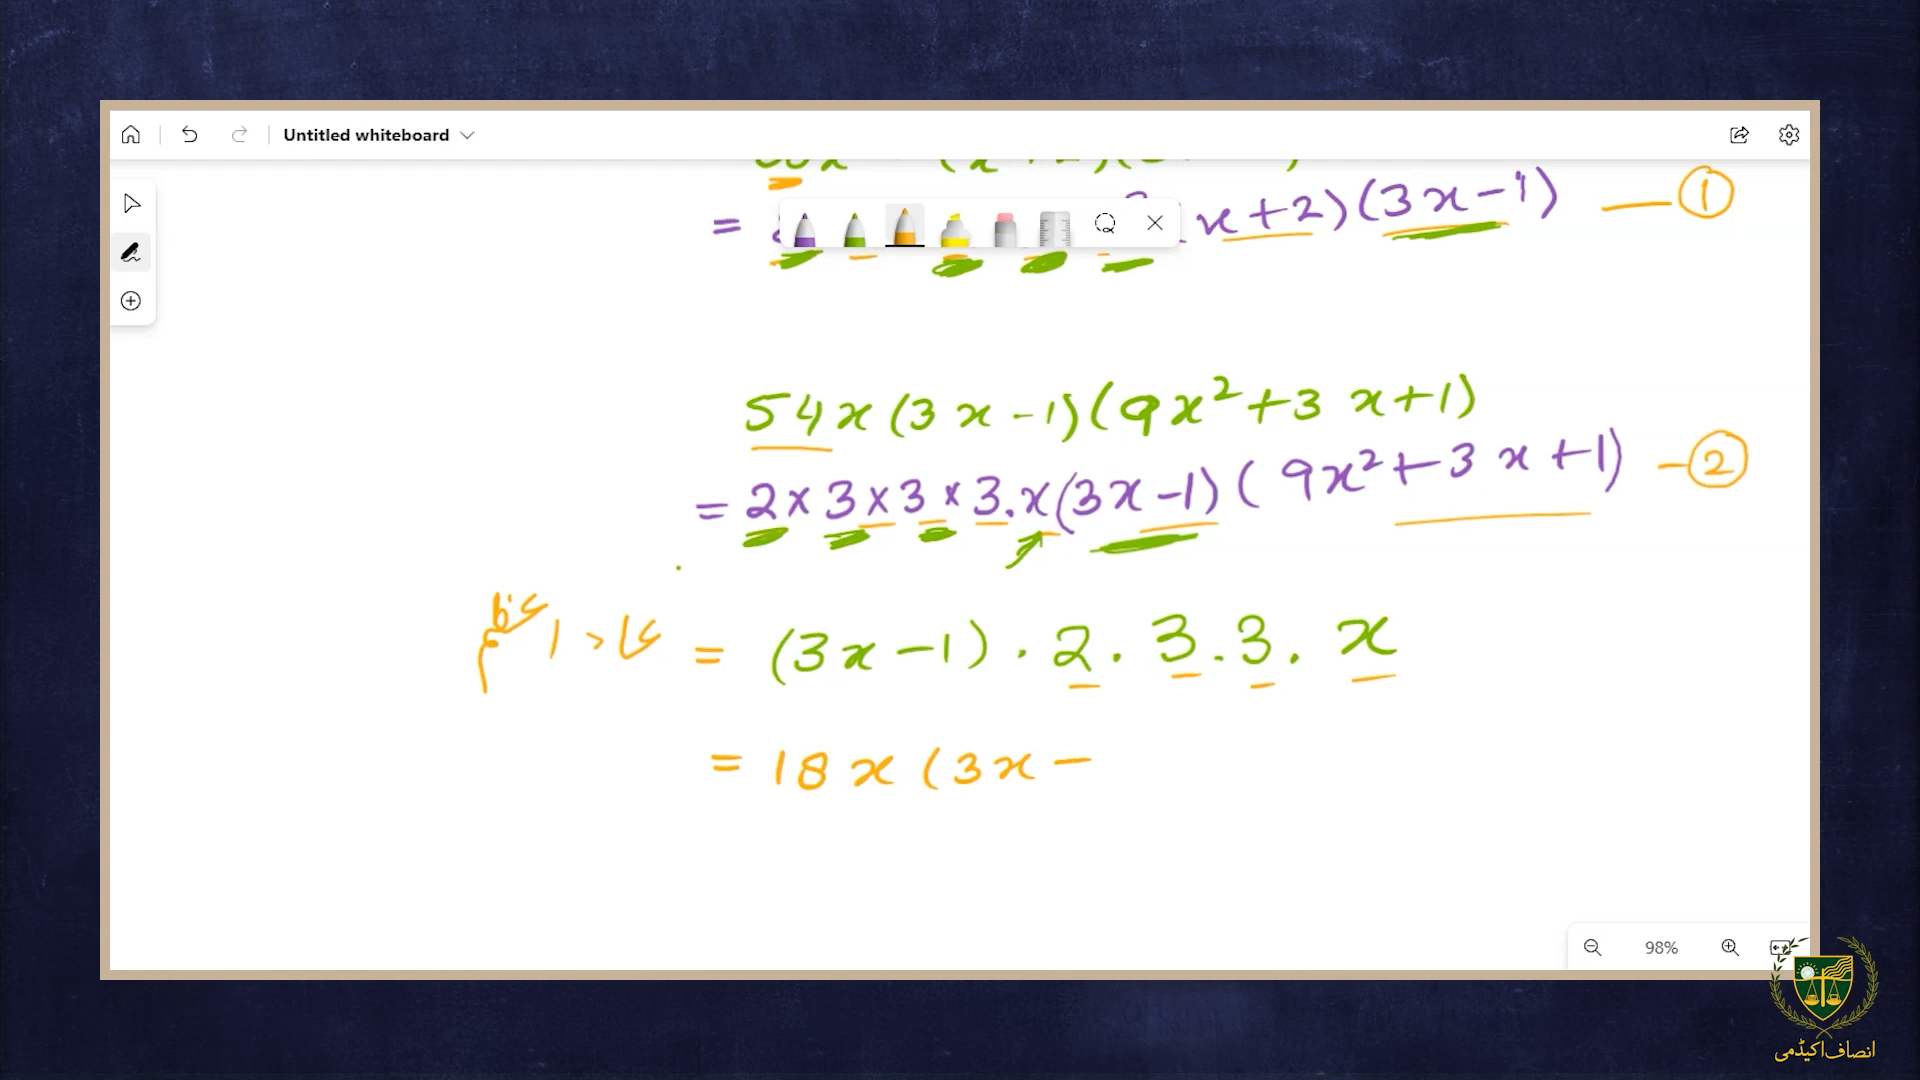 Untitled whiteboard
x+2)(3x-1) — ①
54x(3x-1)(9x²+3x+1)
= 2×3×3×3.x(3x-1)(9x²+3x+1) -②
= (3x-1).2.3.3.x
= 18x(3x-
98%
انصاف اکیڈمی